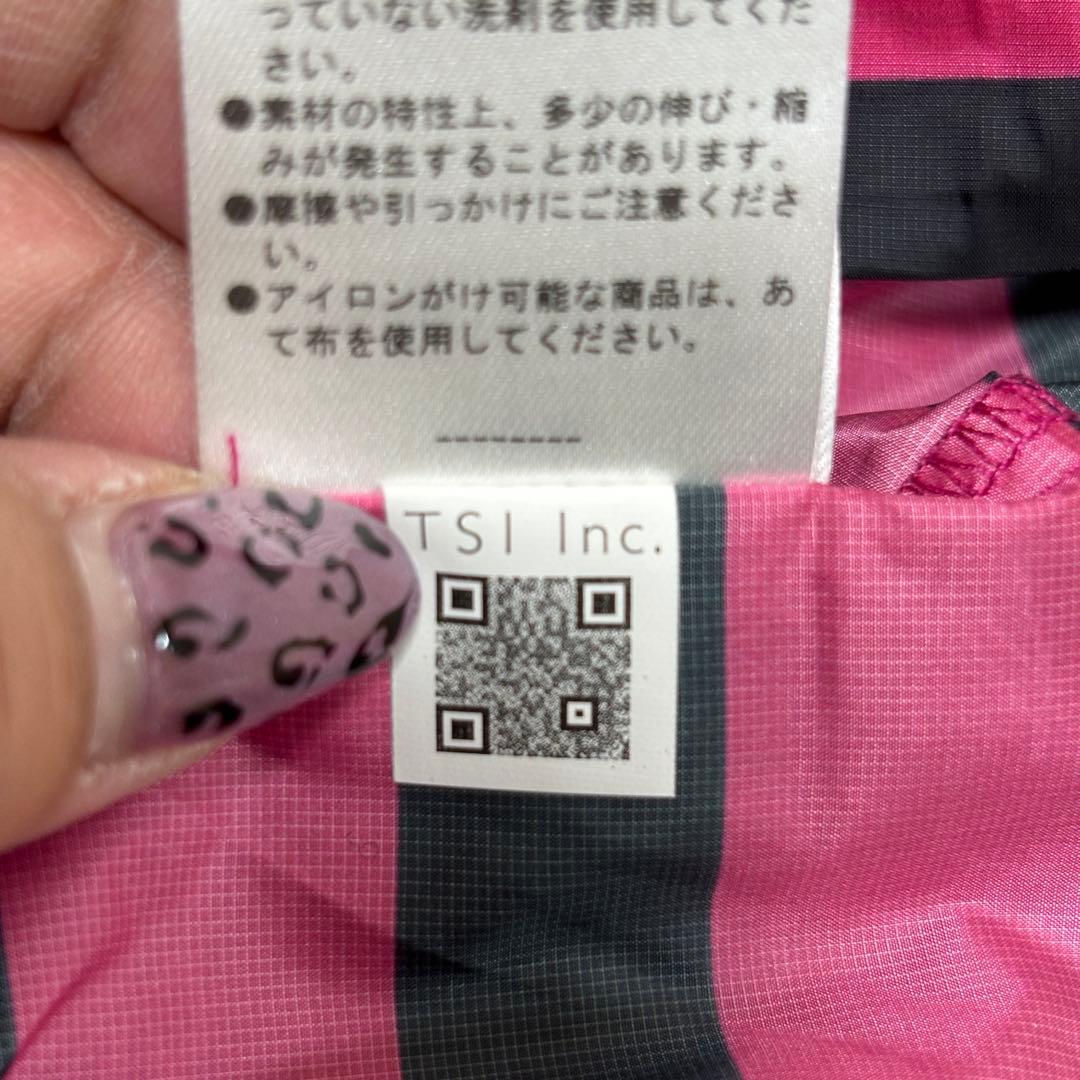 っていない洗剤を使用してくだ
さい。
●素材の特性上、多少の伸び・縮
みが発生することがあります。
●摩擦や引っかけにご注意くださ
い。
●アイロンがけ可能な商品は、あ
て布を使用してください。
--------
TSI Inc.